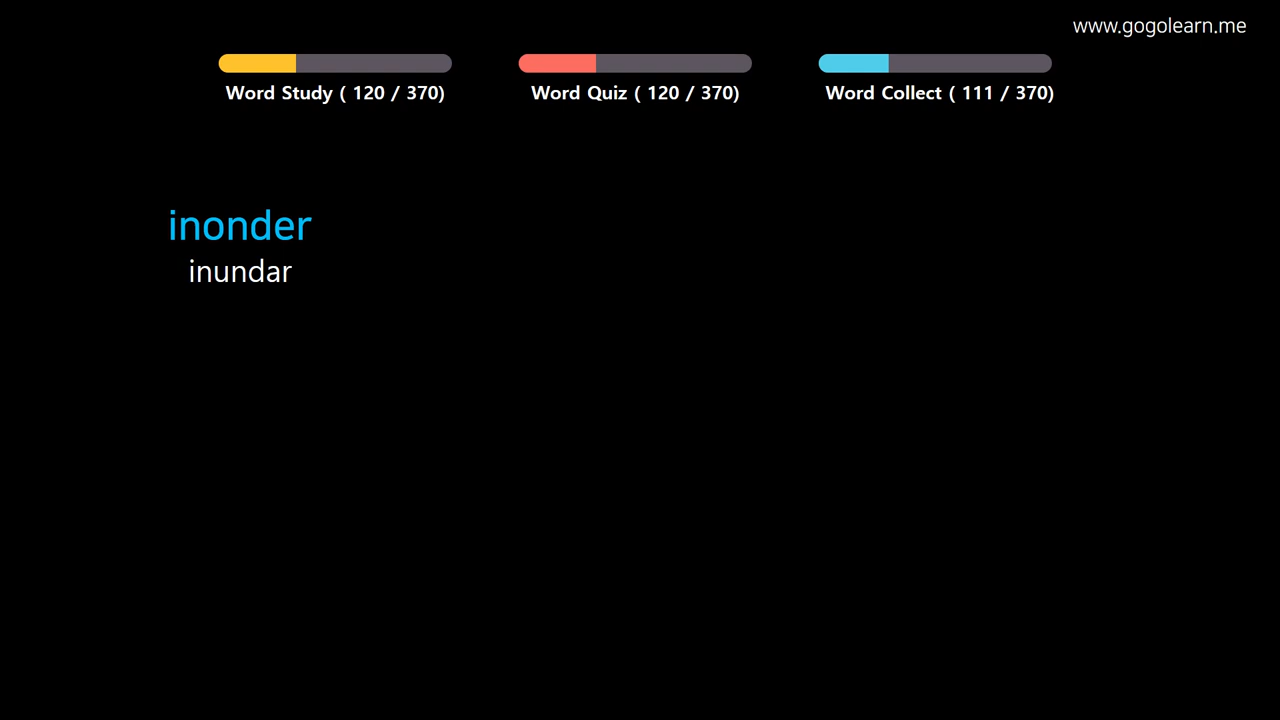 www.gogolearn.me
Word Study ( 120 / 370)
Word Quiz ( 120 / 370)
Word Collect ( 111 / 370)
inonder
inundar